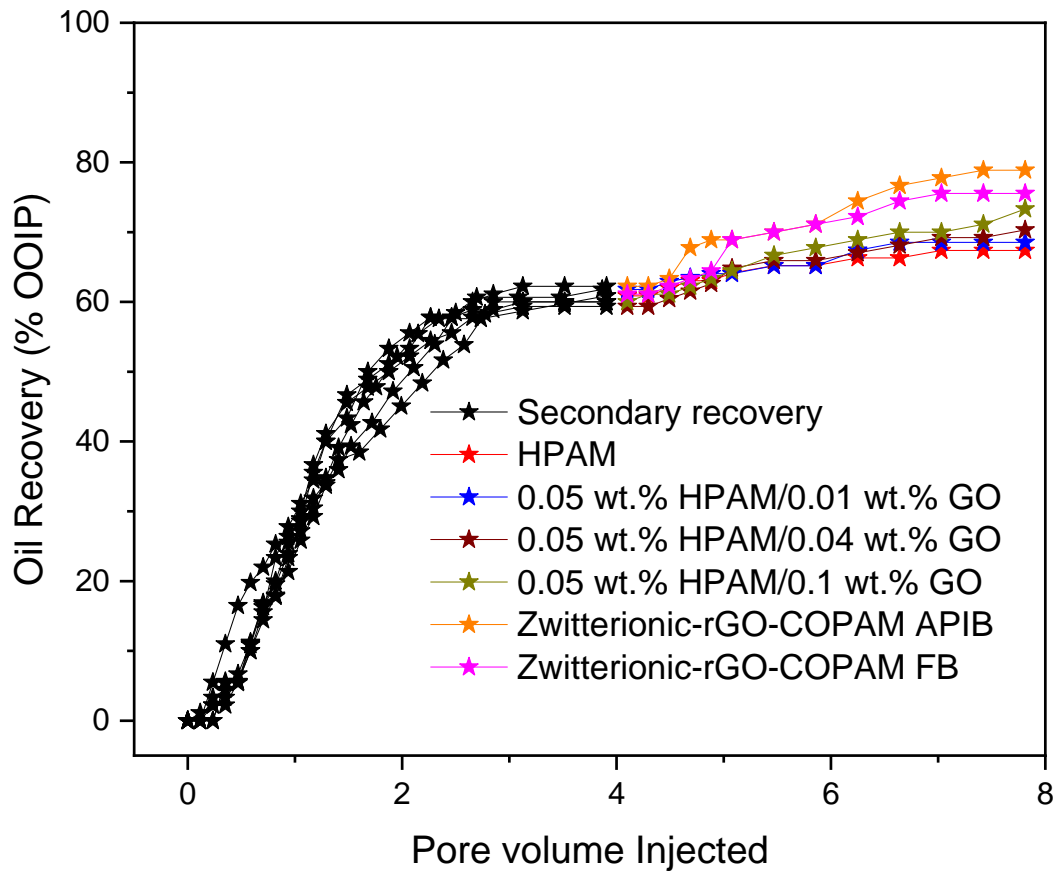 100
80
60
40
20
0
Oil Recovery (% OOIP)
Secondary recovery
HPAM
0.05 wt.% HPAM/0.01 wt.% GO
0.05 wt.% HPAM/0.04 wt.% GO
0.05 wt.% HPAM/0.1 wt.% GO
Zwitterionic-rGO-COPAM APIB
Zwitterionic-rGO-COPAM FB
0 2 4 6 8
Pore volume Injected